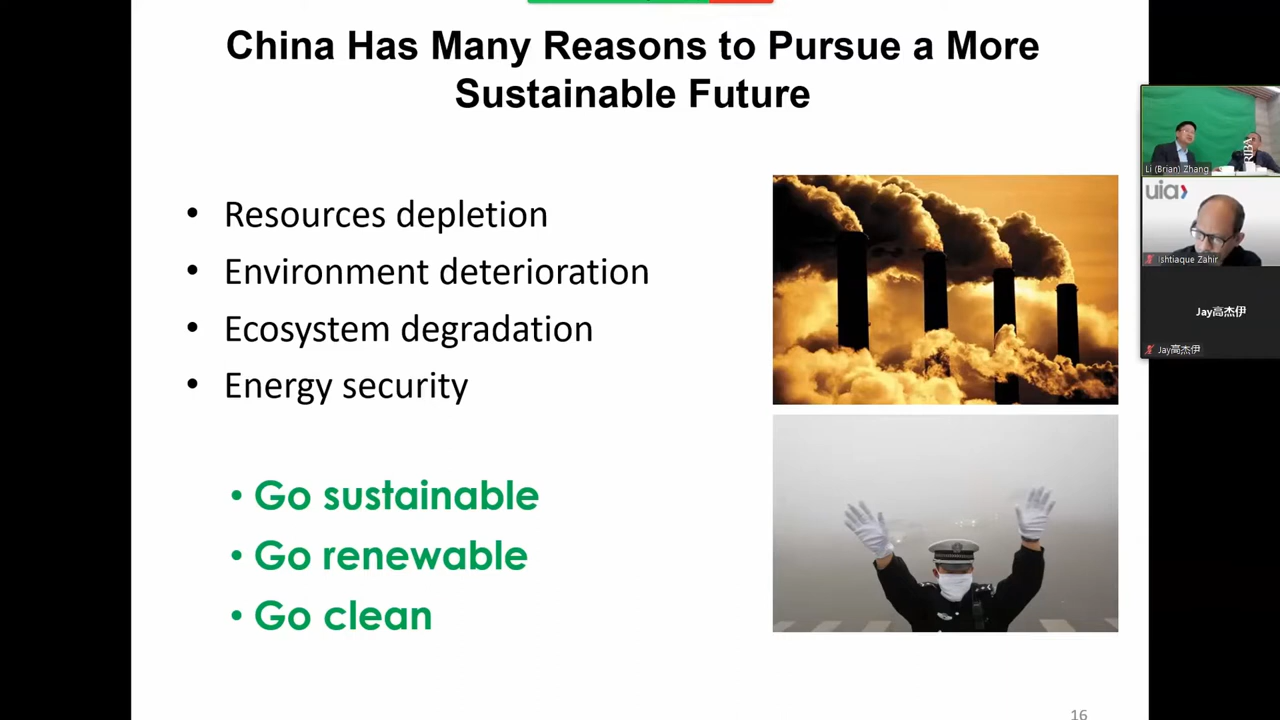 China Has Many Reasons to Pursue a More
Sustainable Future
• Resources depletion
• Environment deterioration
• Ecosystem degradation
• Energy security
• Go sustainable
• Go renewable
• Go clean
16
RIBA
Li (Brian) Zhang
uia
Ishtiaque Zahir
Jay高杰伊
Jay高杰伊